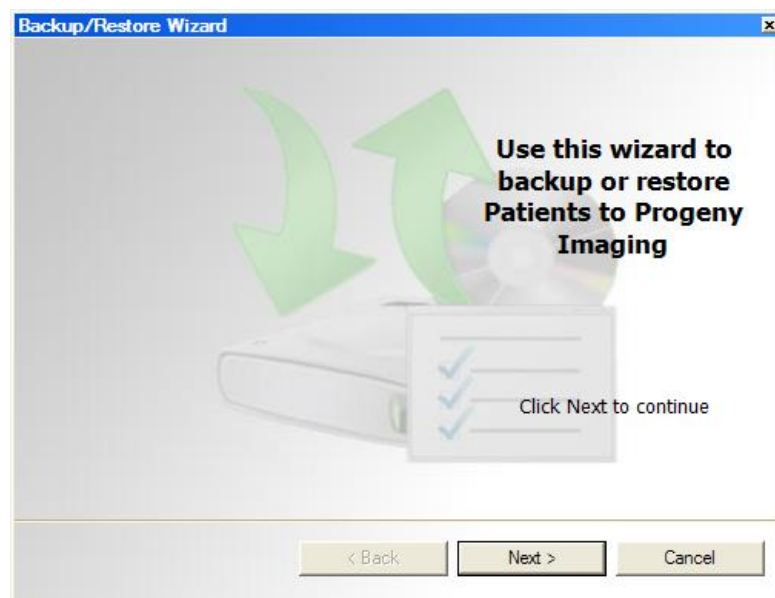 Backup/Restore Wizard
Use this wizard to
backup or restore
Patients to Progeny
Imaging
Click Next to continue
< Back
Next >
Cancel